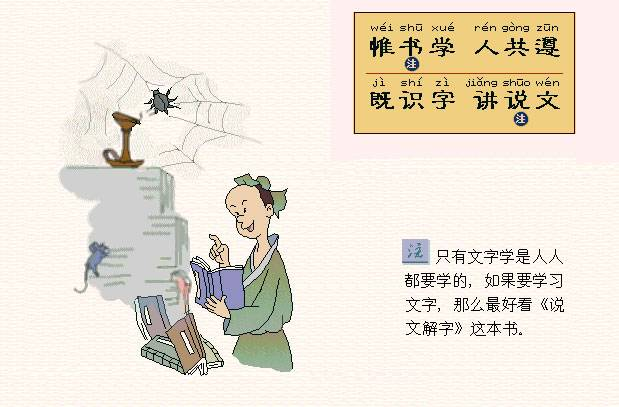 wéi shū xué rén gòng zūn
惟书学 人共遵
注
jì shí zì jiǎng shuō wén
既识字 讲说文
注
注 只有文字学是人人
都要学的，如果要学习
文字，那么最好看《说
文解字》这本书。